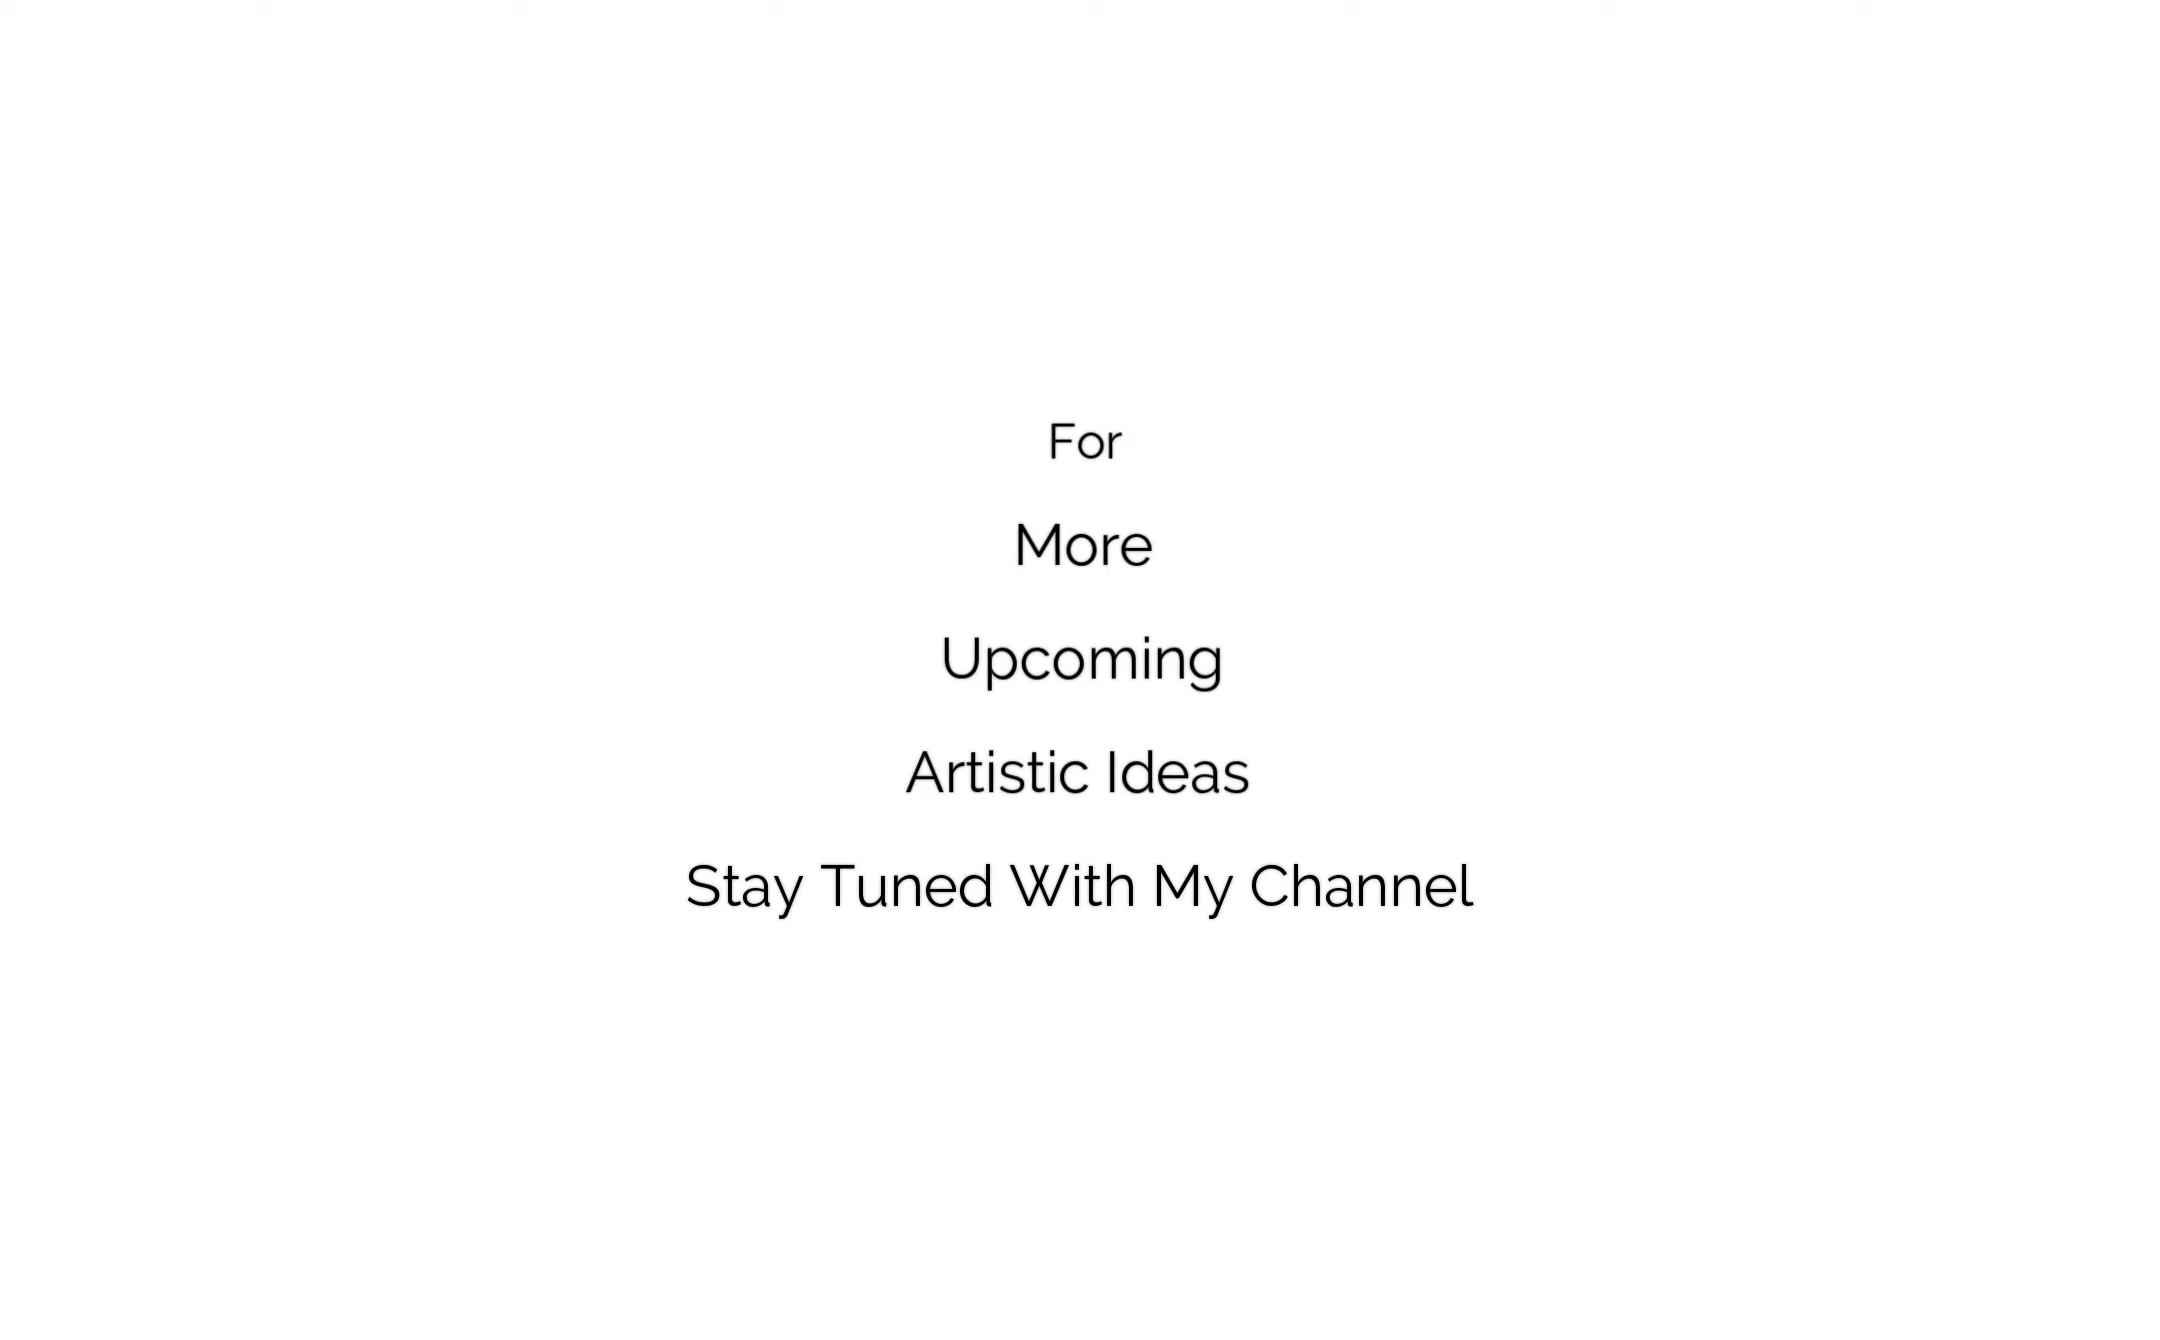 For
More
Upcoming
Artistic Ideas
Stay Tuned With My Channel